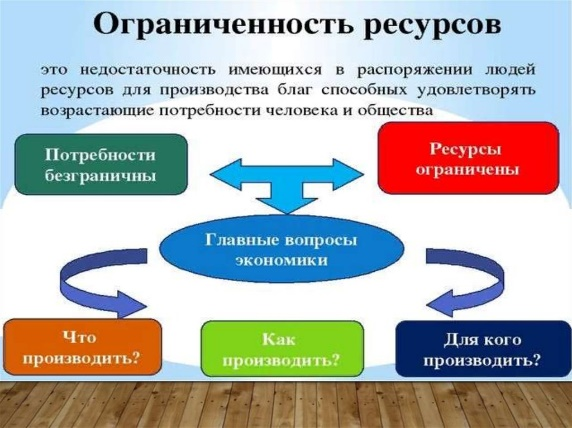 Ограниченность ресурсов
это недостаточность имеющихся в распоряжении людей
ресурсов для производства благ способных удовлетворять
возрастающие потребности человека и общества
Потребности
безграничны
Ресурсы
ограничены
Главные вопросы
экономики
Что
производить?
Как
производить?
Для кого
производить?